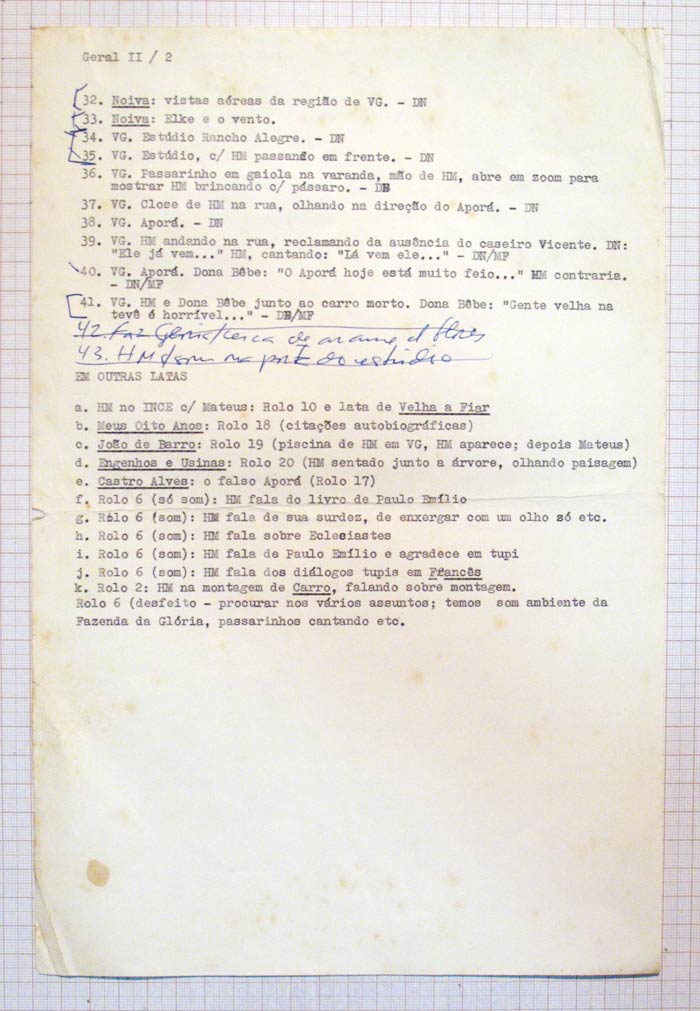 Geral II / 2
32. Noiva: vistas aéreas da região de VG. - DN
33. Noiva: Elke e o vento.
34. VG. Estúdio Rancho Alegre. - DN
35. VG. Estúdio, c/ HM passando em frente. - DN
36. VG. Passarinho em gaiola na varanda, mão de HM, abre em zoom para
mostrar HM brincando c/ pássaro. - DB
37. VG. Close de HM na rua, olhando na direção do Aporá. - DN
38. VG. Aporá. - DN
39. VG. HM andando na rua, reclamando da ausência do caseiro Vicente. DN:
"Ele já vem..." HM, cantando: "Lá vem ele..." - DN/MF
40. VG. Aporá. Dona Bêbe: "O Aporá hoje está muito feio..." HM contraria.
- DN/MF
41. VG. HM e Dona Bêbe junto ao carro morto. Dona Bêbe: "Gente velha na
tevê é horrível..." - DB/MF
42. Faz Glória cerca de arame d flores
43. HM na do estúdio
EM OUTRAS LATAS
a. HM no INCE c/ Mateus: Rolo 10 e lata de Velha a Fiar
b. Meus Oito Anos: Rolo 18 (citações autobiográficas)
c. João de Barro: Rolo 19 (piscina de HM em VG, HM aparece; depois Mateus)
d. Engenhos e Usinas: Rolo 20 (HM sentado junto a árvore, olhando paisagem)
e. Castro Alves: o falso Aporá (Rolo 17)
f. Rolo 6 (só som): HM fala do livro de Paulo Emílio
g. Rolo 6 (som): HM fala de sua surdez, de enxergar com um olho só etc.
h. Rolo 6 (som): HM fala sobre Eclesiastes
i. Rolo 6 (som): HM fala de Paulo Emílio e agradece em tupi
j. Rolo 6 (som): HM fala dos diálogos tupis em Francês
k. Rolo 2: HM na montagem de Carro, falando sobre montagem.
Rolo 6 (desfeito - procurar nos vários assuntos; temos som ambiente da
Fazenda da Glória, passarinhos cantando etc.